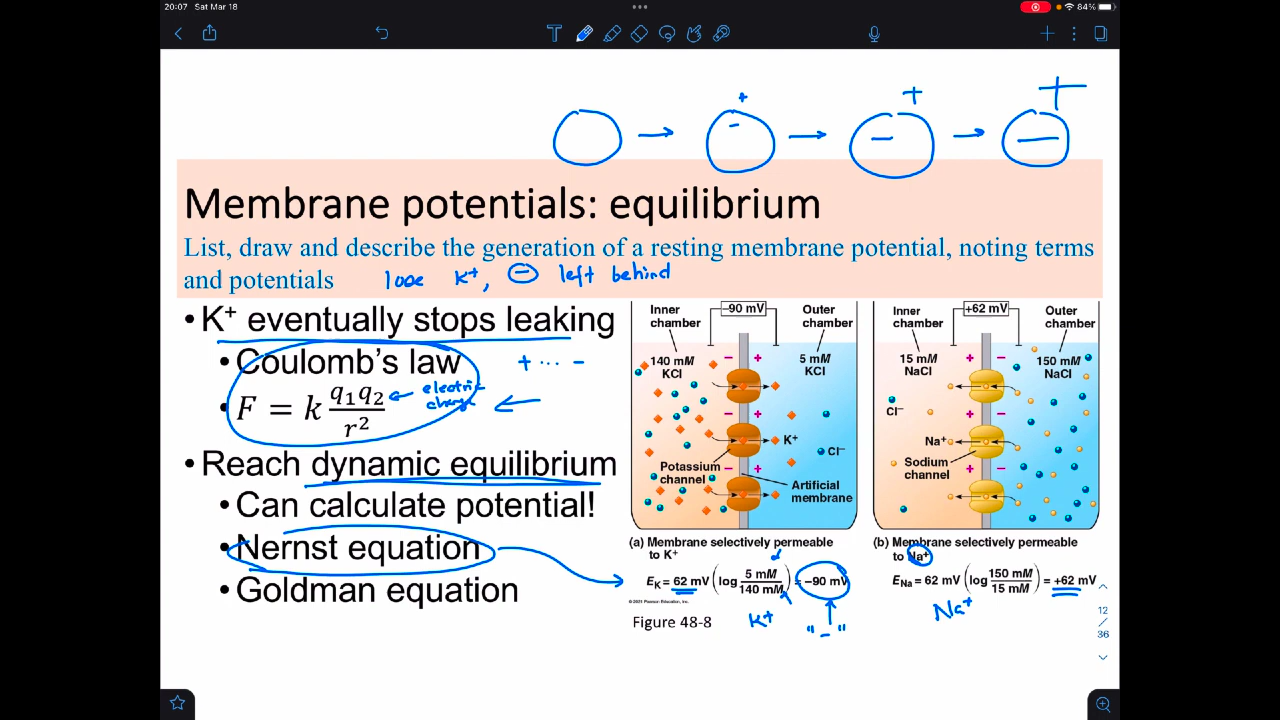 20:07 Sat Mar 18
84%
+ + +
- - -
Membrane potentials: equilibrium
List, draw and describe the generation of a resting membrane potential, noting terms
and potentials
lose K+, ⊖ left behind
• K+ eventually stops leaking
• Coulomb's law
+ ... -
• F = k q₁q₂ / r²
electric
charge
• Reach dynamic equilibrium
• Can calculate potential!
• Nernst equation
• Goldman equation
Inner chamber
−90 mV
Outer chamber
140 mM KCl
5 mM KCl
K+
Cl−
Potassium channel
Artificial membrane
(a) Membrane selectively permeable
to K+
EK = 62 mV (log 5 mM / 140 mM) = −90 mV
© 2021 Pearson Education, Inc.
Figure 48-8
K+
"-"
Inner chamber
+62 mV
Outer chamber
15 mM NaCl
150 mM NaCl
Cl−
Na+
Sodium channel
(b) Membrane selectively permeable
to Na+
ENa = 62 mV (log 150 mM / 15 mM) = +62 mV
Na+
12
/
36